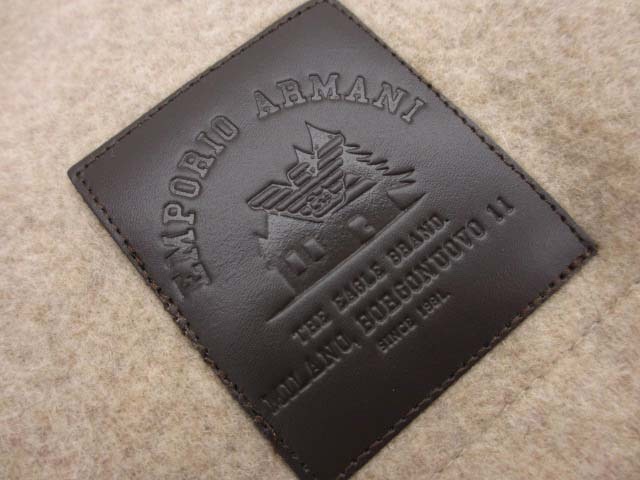 EMPORIO ARMANI
THE EAGLE BRAND.
MILANO, BORGONUOVO 11
SINCE 1981.